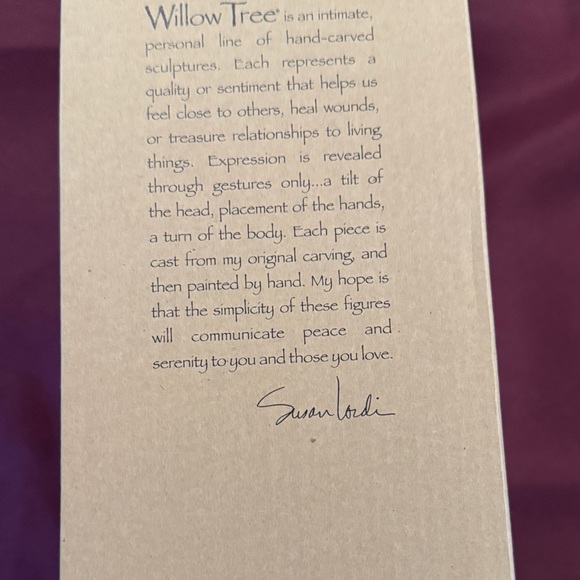 Willow Tree® is an intimate,
personal line of hand-carved
sculptures. Each represents a
quality or sentiment that helps us
feel close to others, heal wounds,
or treasure relationships to living
things. Expression is revealed
through gestures only...a tilt of
the head, placement of the hands,
a turn of the body. Each piece is
cast from my original carving, and
then painted by hand. My hope is
that the simplicity of these figures
will communicate peace and
serenity to you and those you love.
Susan Lordi